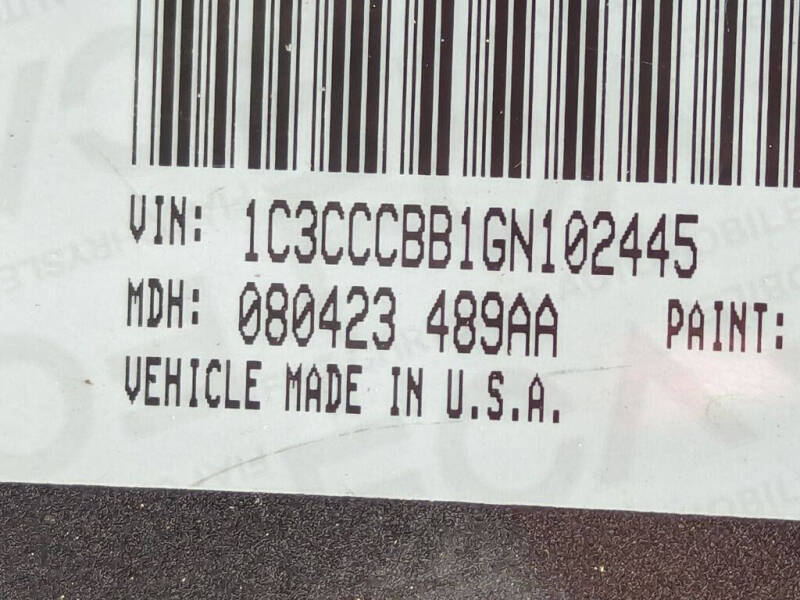 VIN: 1C3CCCBB1GN102445
MDH: 080423 489AA PAINT:
VEHICLE MADE IN U.S.A.